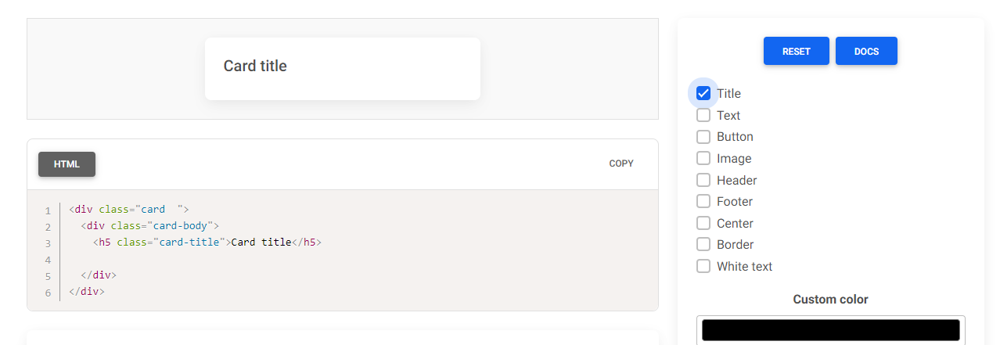 Card title
HTML
COPY
1 <div class="card  ">
2   <div class="card-body">
3     <h5 class="card-title">Card title</h5>
4
5   </div>
6 </div>
RESET DOCS
Title
Text
Button
Image
Header
Footer
Center
Border
White text
Custom color